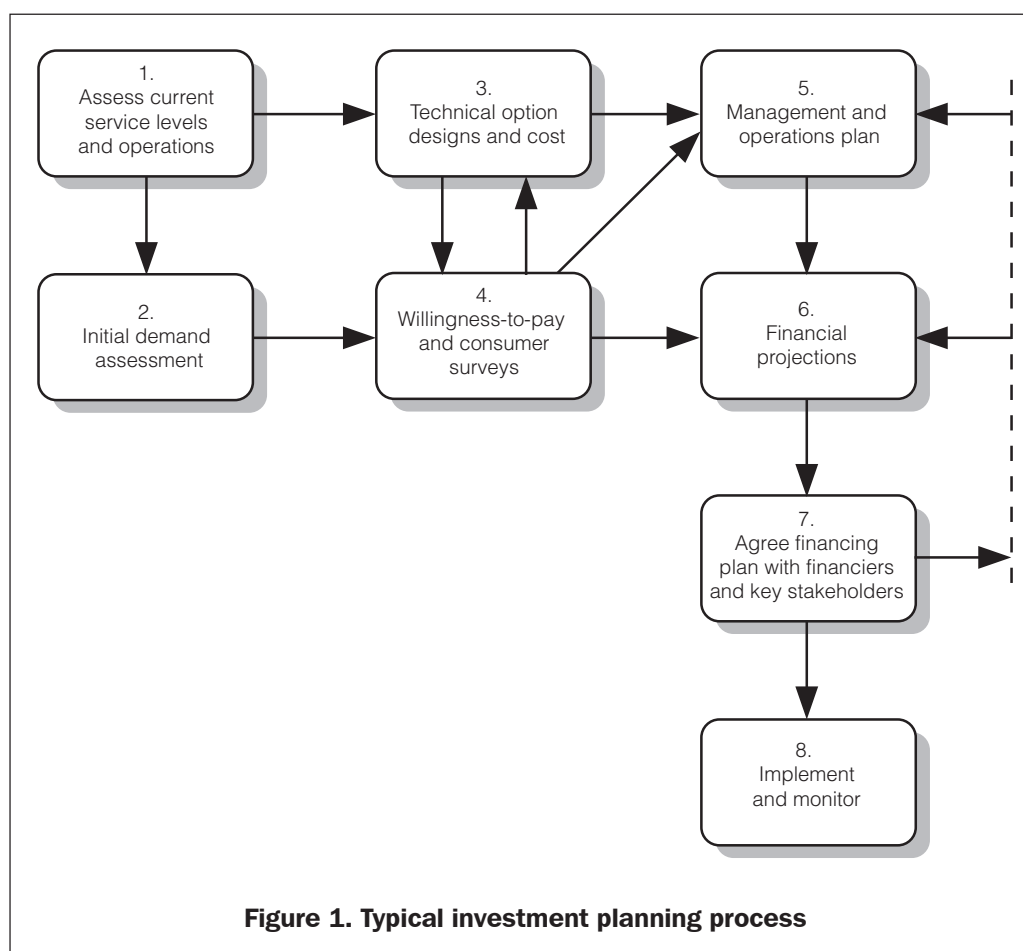 1.
Assess current
service levels
and operations
2.
Initial demand
assessment
3.
Technical option
designs and cost
4.
Willingness-to-pay
and consumer
surveys
5.
Management and
operations plan
6.
Financial
projections
7.
Agree financing
plan with financiers
and key stakeholders
8.
Implement
and monitor
Figure 1. Typical investment planning process